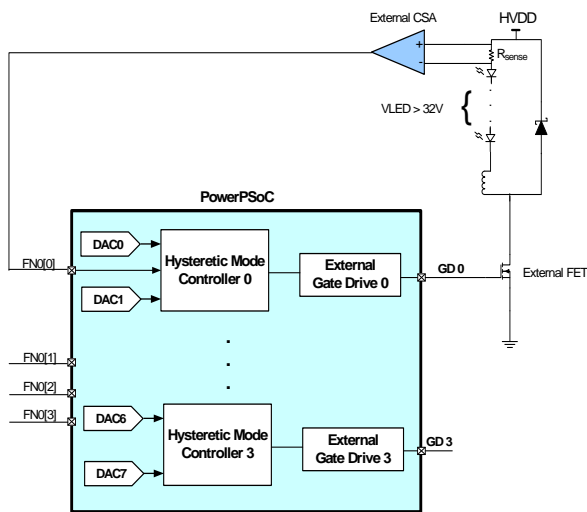 External CSA
HVDD
+
-
Rsense
VLED > 32V
{
PowerPSoC
DAC0
FN0[0]
Hysteretic Mode
Controller 0
External
Gate Drive 0
GD 0
External FET
DAC1
.
.
.
FN0[1]
FN0[2]
FN0[3]
DAC6
Hysteretic Mode
Controller 3
External
Gate Drive 3
GD 3
DAC7